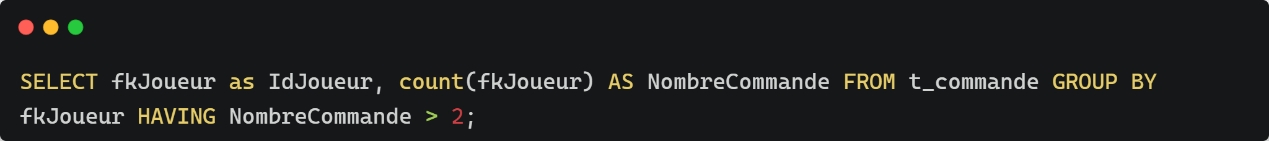 SELECT fkJoueur as IdJoueur, count(fkJoueur) AS NombreCommande FROM t_commande GROUP BY
fkJoueur HAVING NombreCommande > 2;